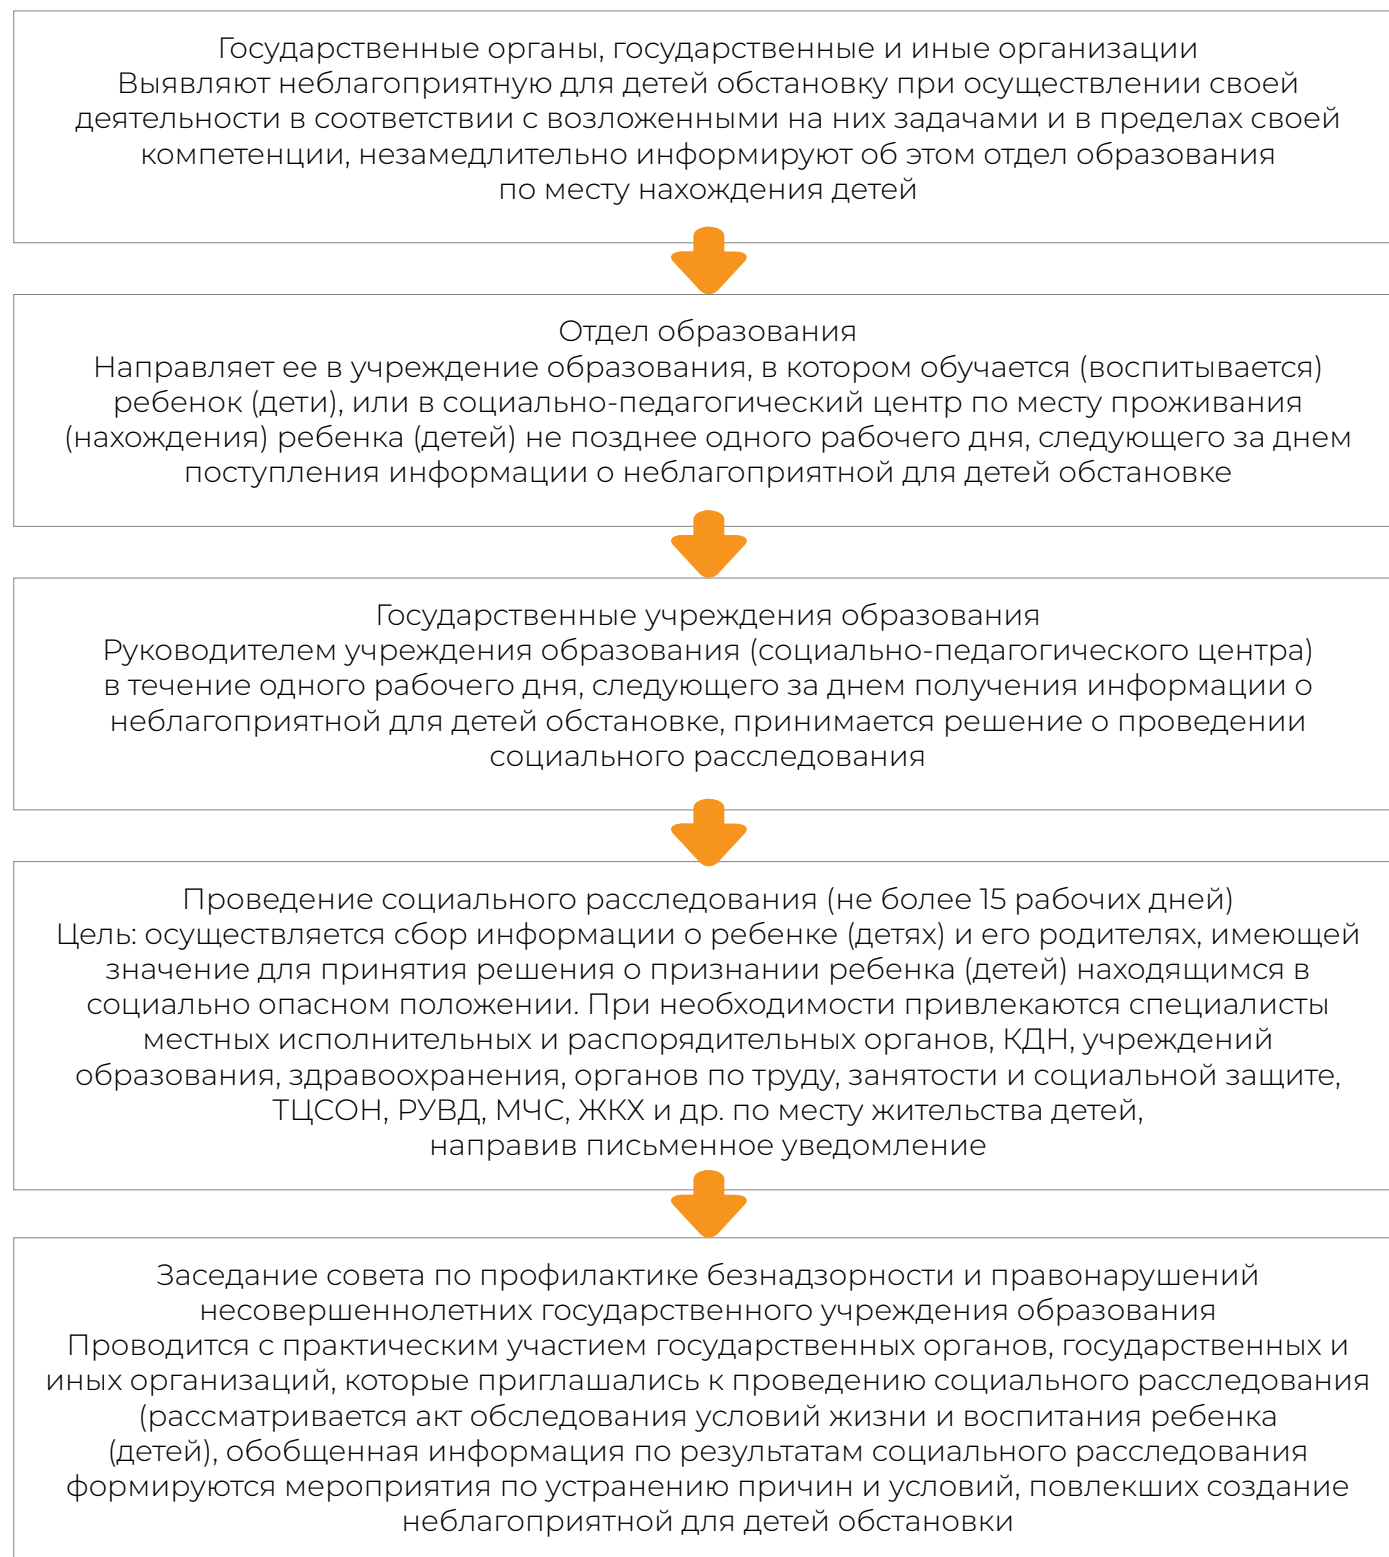 Государственные органы, государственные и иные организации
Выявляют неблагоприятную для детей обстановку при осуществлении своей
деятельности в соответствии с возложенными на них задачами и в пределах своей
компетенции, незамедлительно информируют об этом отдел образования
по месту нахождения детей
Отдел образования
Направляет ее в учреждение образования, в котором обучается (воспитывается)
ребенок (дети), или в социально-педагогический центр по месту проживания
(нахождения) ребенка (детей) не позднее одного рабочего дня, следующего за днем
поступления информации о неблагоприятной для детей обстановке
Государственные учреждения образования
Руководителем учреждения образования (социально-педагогического центра)
в течение одного рабочего дня, следующего за днем получения информации о
неблагоприятной для детей обстановке, принимается решение о проведении
социального расследования
Проведение социального расследования (не более 15 рабочих дней)
Цель: осуществляется сбор информации о ребенке (детях) и его родителях, имеющей
значение для принятия решения о признании ребенка (детей) находящимся в
социально опасном положении. При необходимости привлекаются специалисты
местных исполнительных и распорядительных органов, КДН, учреждений
образования, здравоохранения, органов по труду, занятости и социальной защите,
ТЦСОН, РУВД, МЧС, ЖКХ и др. по месту жительства детей,
направив письменное уведомление
Заседание совета по профилактике безнадзорности и правонарушений
несовершеннолетних государственного учреждения образования
Проводится с практическим участием государственных органов, государственных и
иных организаций, которые приглашались к проведению социального расследования
(рассматривается акт обследования условий жизни и воспитания ребенка
(детей), обобщенная информация по результатам социального расследования
формируются мероприятия по устранению причин и условий, повлекших создание
неблагоприятной для детей обстановки